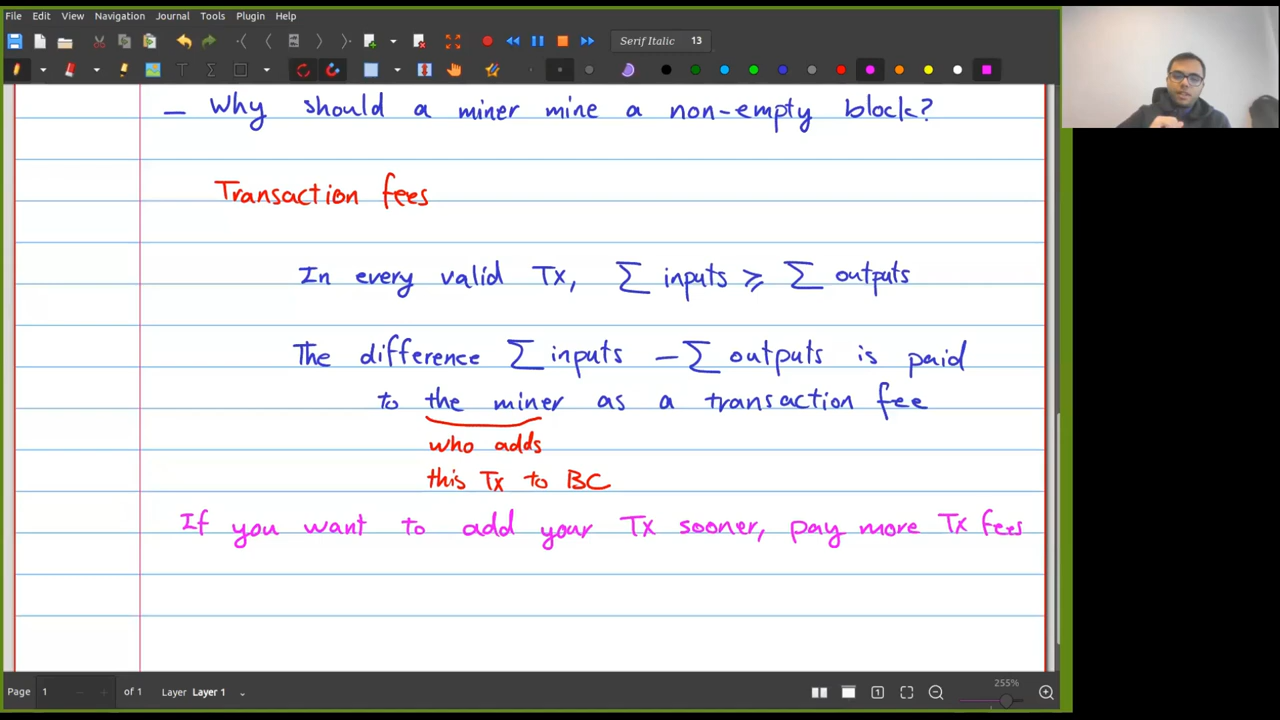 File Edit View Navigation Journal Tools Plugin Help
Serif Italic 13
– Why should a miner mine a non-empty block?
Transaction fees
In every valid Tx, ∑ inputs ⩾ ∑ outputs
The difference ∑ inputs – ∑ outputs is paid
to the miner as a transaction fee
who adds
this Tx to BC
If you want to add your Tx sooner, pay more Tx fees
Page 1 of 1 Layer Layer 1 255%